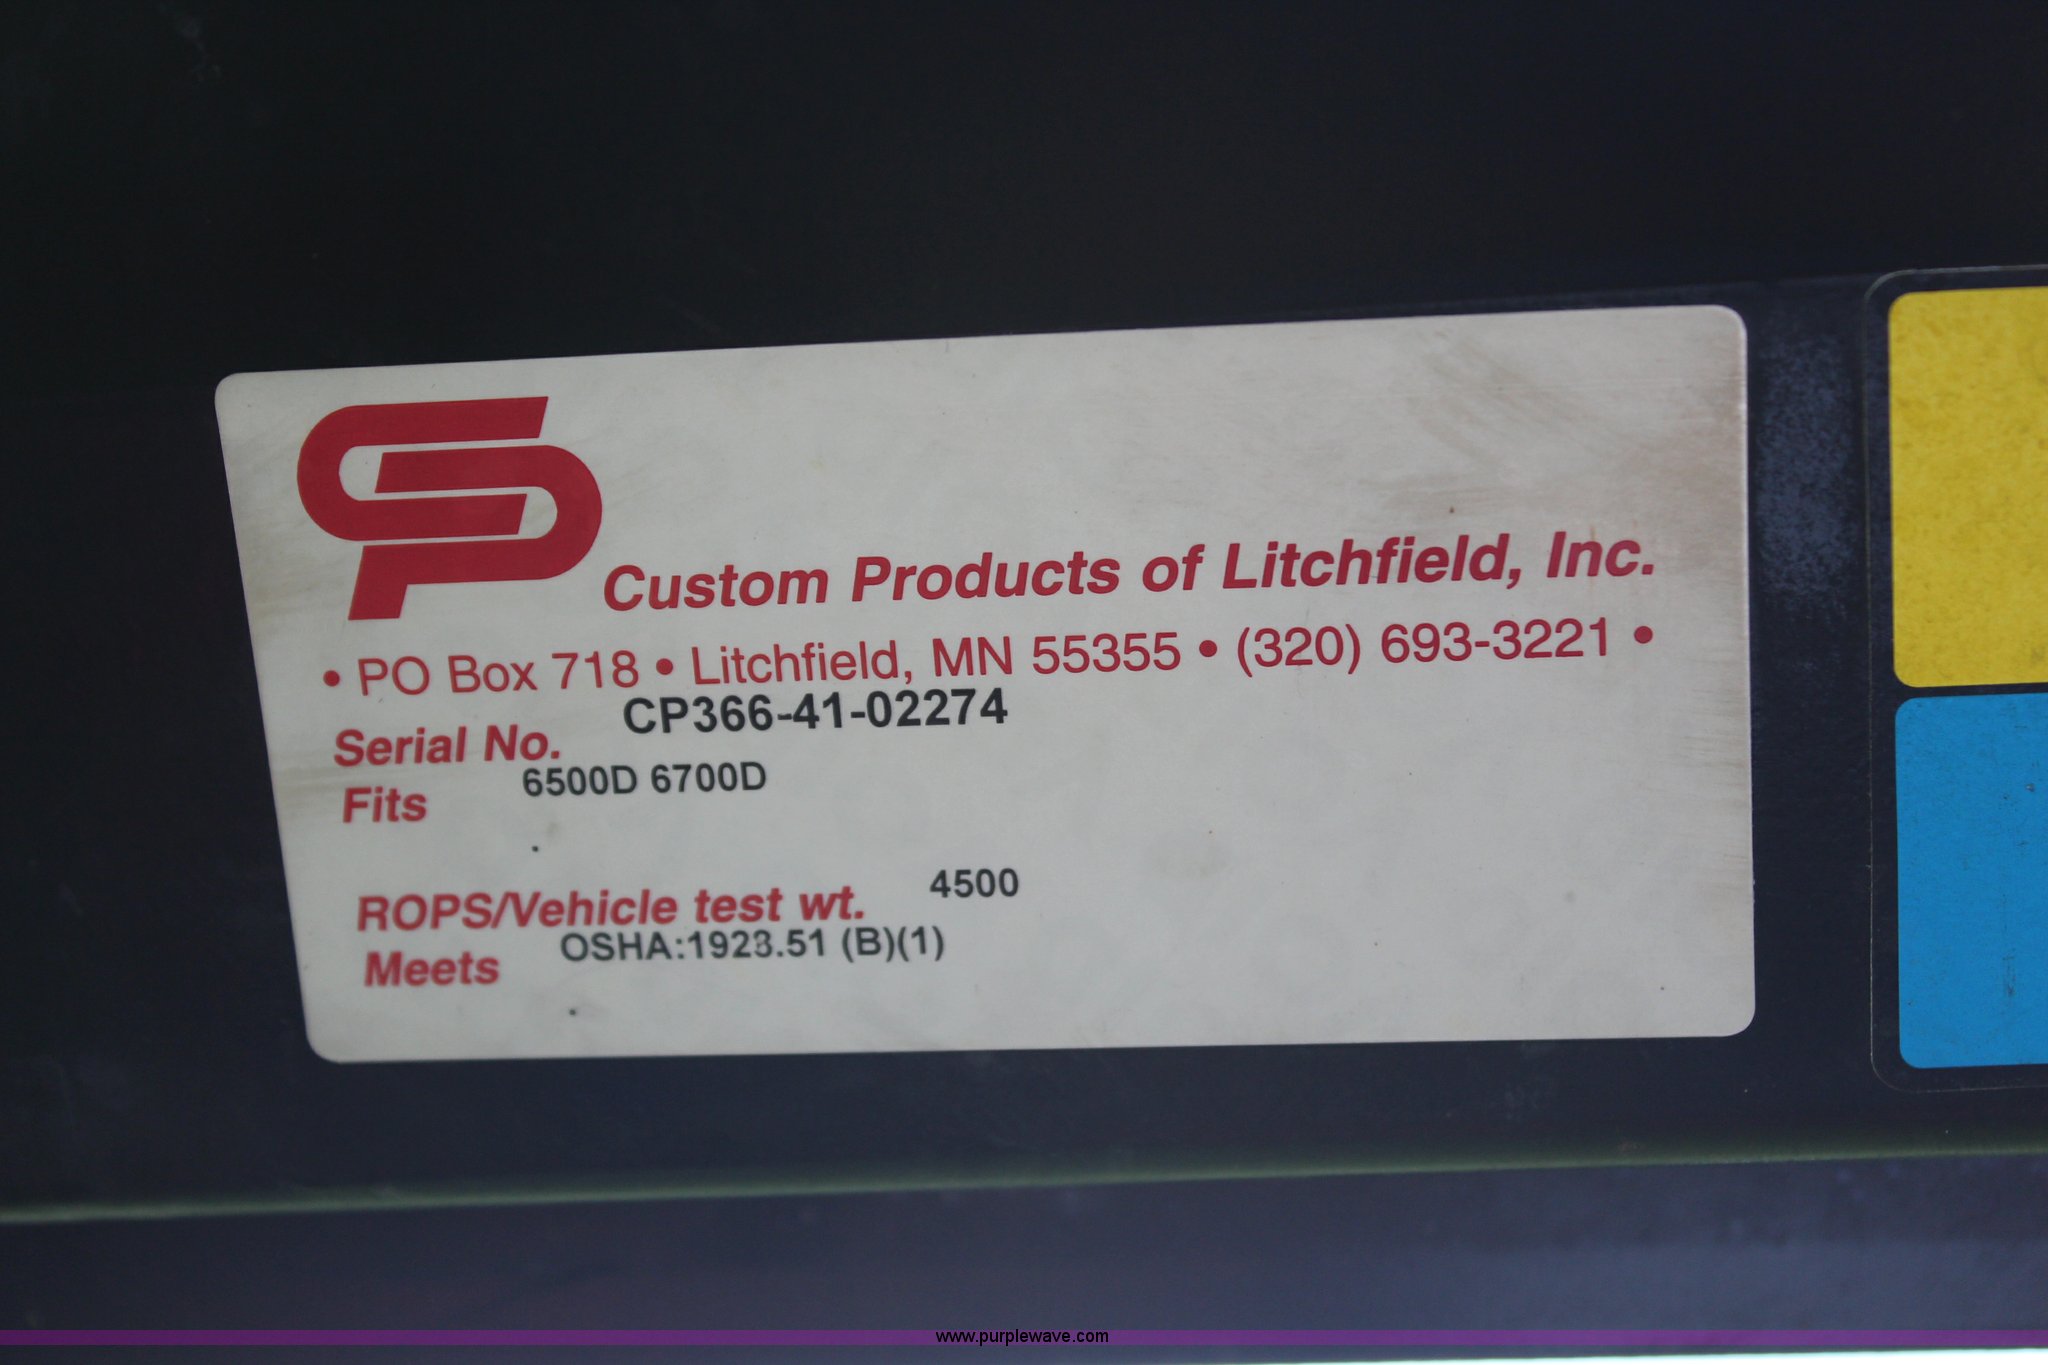 CP
Custom Products of Litchfield, Inc.
• PO Box 718 • Litchfield, MN 55355 • (320) 693-3221 •
Serial No. CP366-41-02274
Fits 6500D 6700D
ROPS/Vehicle test wt. 4500
Meets OSHA:1928.51 (B)(1)
www.purplewave.com